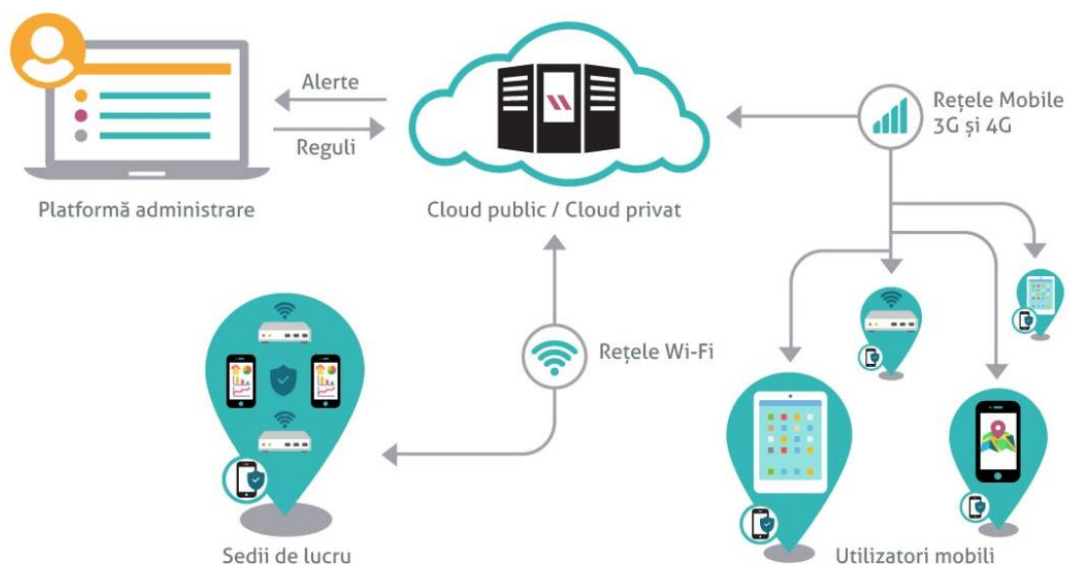 Alerte
Reguli
Platformă administrare
Cloud public / Cloud privat
Rețele Mobile
3G și 4G
Rețele Wi-Fi
Sedii de lucru
Utilizatori mobili